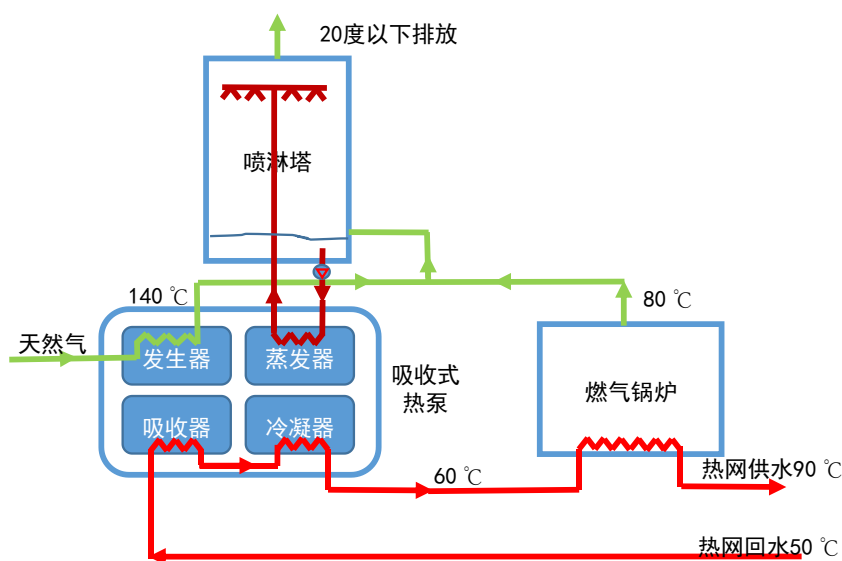 20度以下排放
喷淋塔
140 ℃
80 ℃
天然气
发生器
蒸发器
吸收式
热泵
燃气锅炉
吸收器
冷凝器
60 ℃
热网供水90 ℃
热网回水50 ℃